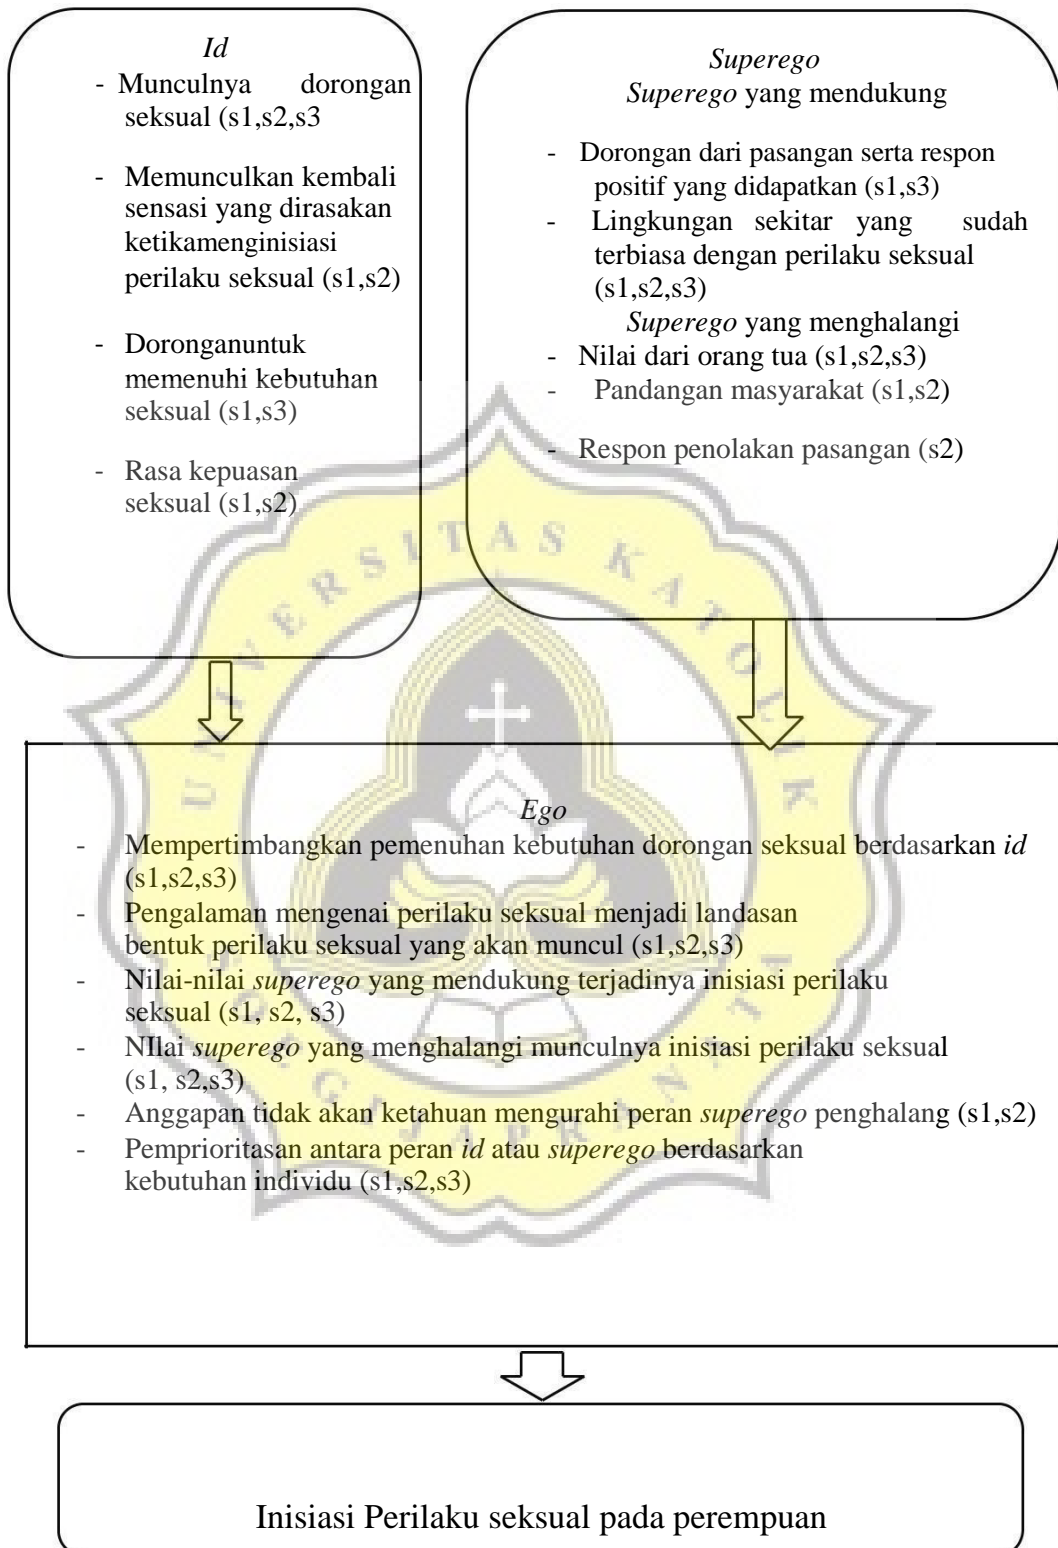 Id
- Munculnya dorongan
seksual (s1,s2,s3
- Memunculkan kembali
sensasi yang dirasakan
ketikamenginisiasi
perilaku seksual (s1,s2)
- Doronganuntuk
memenuhi kebutuhan
seksual (s1,s3)
- Rasa kepuasan
seksual (s1,s2)
Superego
Superego yang mendukung
- Dorongan dari pasangan serta respon
positif yang didapatkan (s1,s3)
- Lingkungan sekitar yang sudah
terbiasa dengan perilaku seksual
(s1,s2,s3)
Superego yang menghalangi
- Nilai dari orang tua (s1,s2,s3)
- Pandangan masyarakat (s1,s2)
- Respon penolakan pasangan (s2)
UNIVERSITAS KATOLIK
Ego
- Mempertimbangkan pemenuhan kebutuhan dorongan seksual berdasarkan id
(s1,s2,s3)
- Pengalaman mengenai perilaku seksual menjadi landasan
bentuk perilaku seksual yang akan muncul (s1,s2,s3)
- Nilai-nilai superego yang mendukung terjadinya inisiasi perilaku
seksual (s1, s2, s3)
- NIlai superego yang menghalangi munculnya inisiasi perilaku seksual
(s1, s2,s3)
- Anggapan tidak akan ketahuan mengurahi peran superego penghalang (s1,s2)
- Pemprioritasan antara peran id atau superego berdasarkan
kebutuhan individu (s1,s2,s3)
SOEGIJAPRANATA
Inisiasi Perilaku seksual pada perempuan